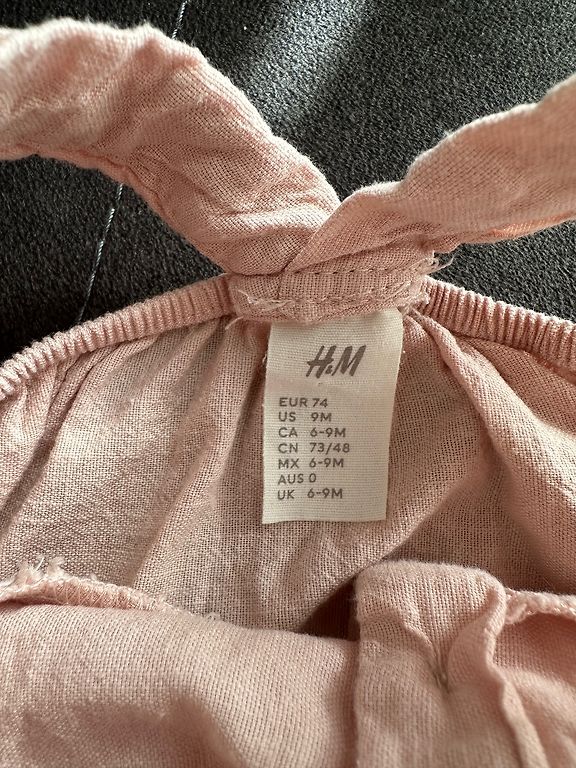 H&M
EUR 74
US 9M
CA 6-9M
CN 73/48
MX 6-9M
AUS 0
UK 6-9M